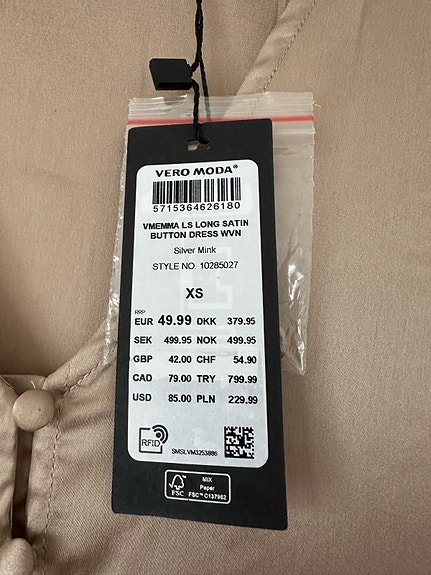 VERO MODA®
5715364626180
VMEMMA LS LONG SATIN
BUTTON DRESS WVN
Silver Mink
STYLE NO. 10285027
XS
RRP
EUR 49.99 DKK 379.95
SEK 499.95 NOK 499.95
GBP 42.00 CHF 54.90
CAD 79.00 TRY 799.99
USD 85.00 PLN 229.99
RFID
SMSLVM3253886
FSC
MIX
Paper
FSC™ C137962